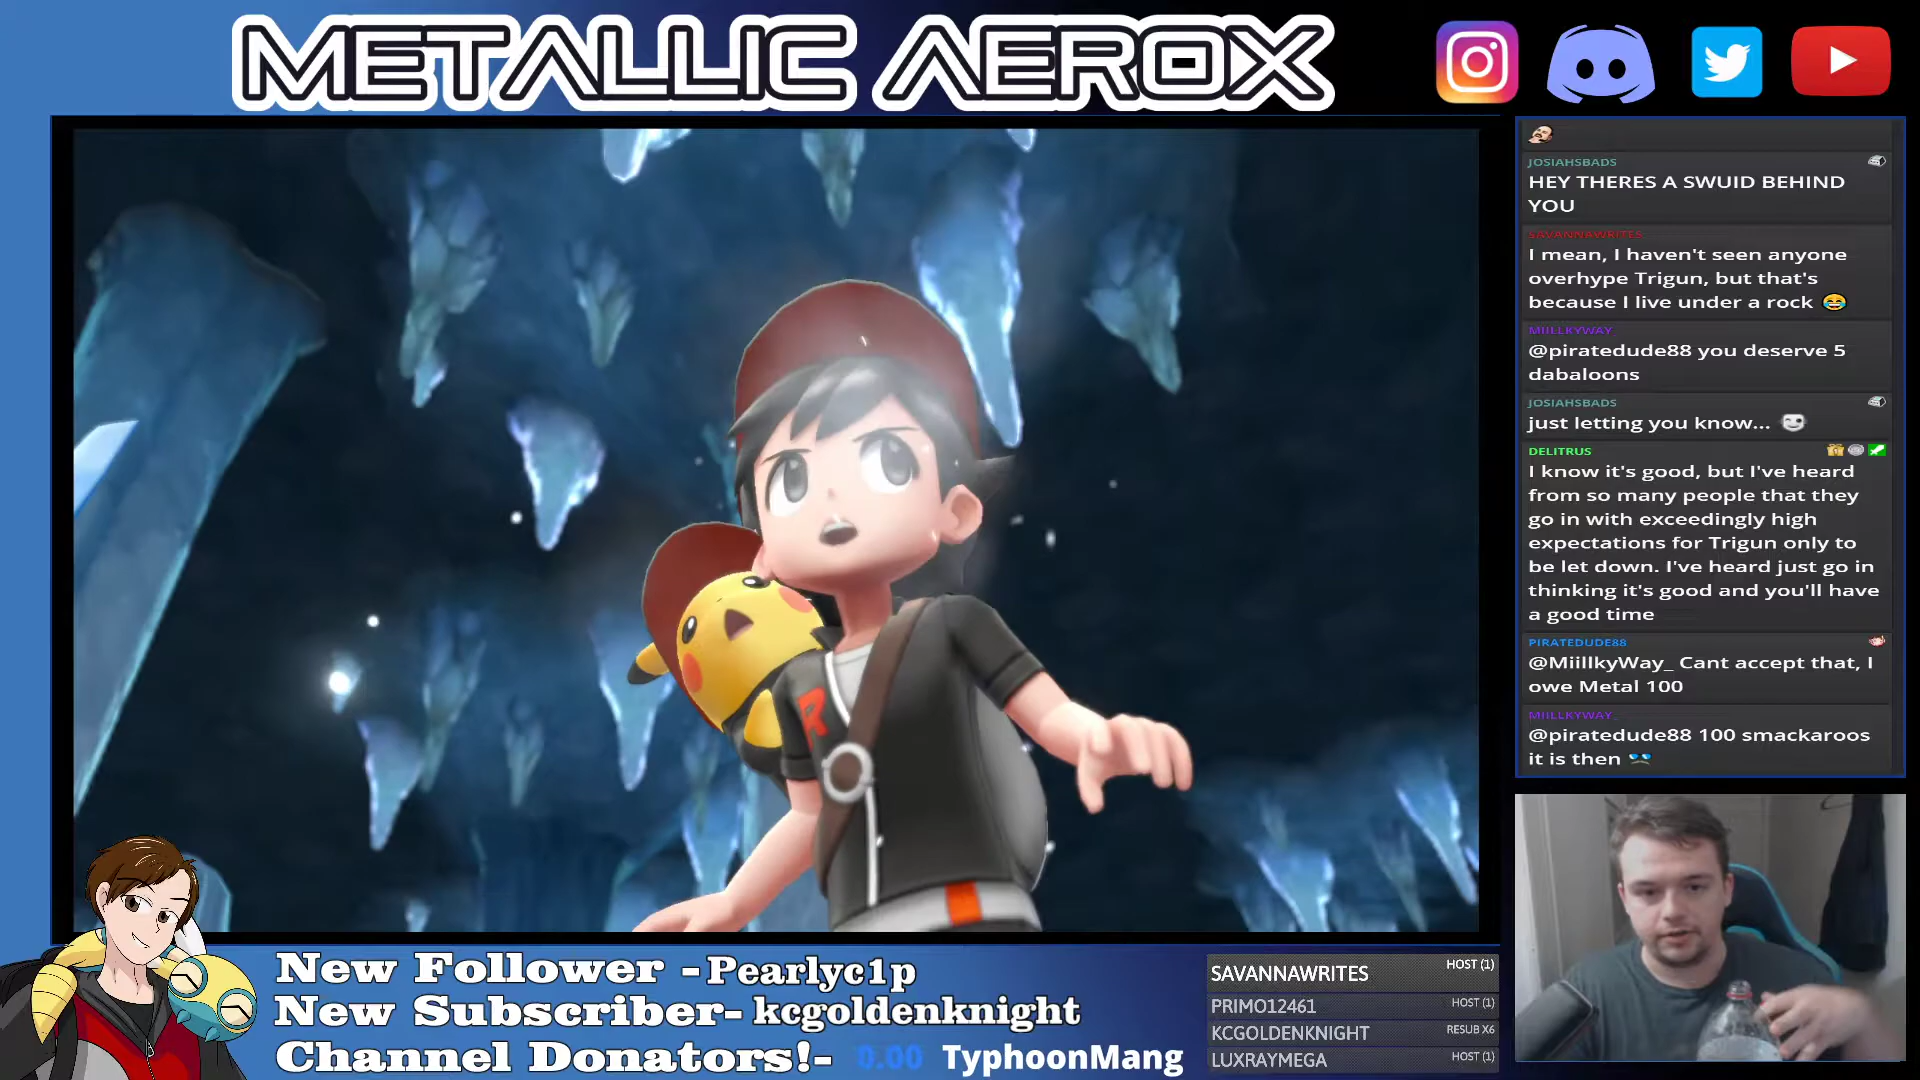 METALLIC AEROX
JOSIAHSBADS
HEY THERES A SWUID BEHIND
YOU
SAVANNAWRITES_
I mean, I haven't seen anyone
overhype Trigun, but that's
because I live under a rock 😂
MIILLKYWAY_
@piratedude88 you deserve 5
dabaloons
JOSIAHSBADS
just letting you know...
DELITRUS
I know it's good, but I've heard
from so many people that they
go in with exceedingly high
expectations for Trigun only to
be let down. I've heard just go in
thinking it's good and you'll have
a good time
PIRATEDUDE88
@MiillkyWay_ Cant accept that, I
owe Metal 100
MIILLKYWAY_
@piratedude88 100 smackaroos
it is then
R
New Follower -Pearlyc1p
New Subscriber- kcgoldenknight
Channel Donators!- 0.00 TyphoonMang
SAVANNAWRITES HOST (1)
PRIMO12461 HOST (1)
KCGOLDENKNIGHT RESUB X6
LUXRAYMEGA HOST (1)